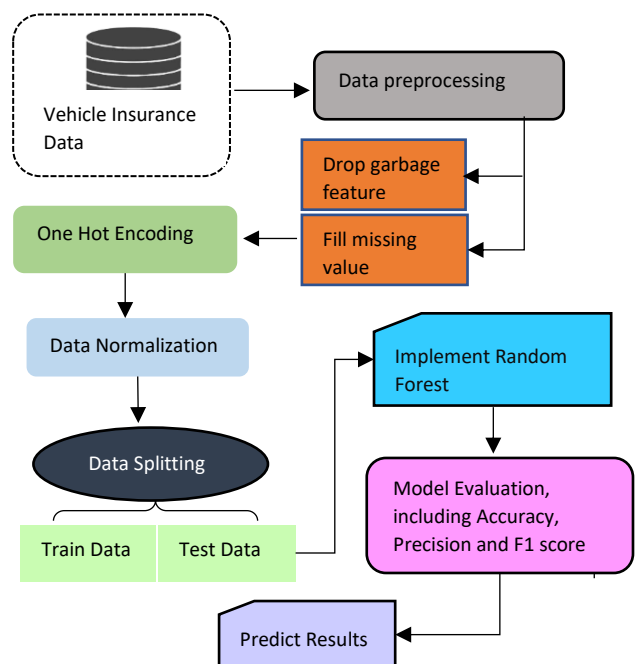 Vehicle Insurance
Data
Data preprocessing
Drop garbage
feature
Fill missing
value
One Hot Encoding
Data Normalization
Data Splitting
Train Data
Test Data
Implement Random
Forest
Model Evaluation,
including Accuracy,
Precision and F1 score
Predict Results